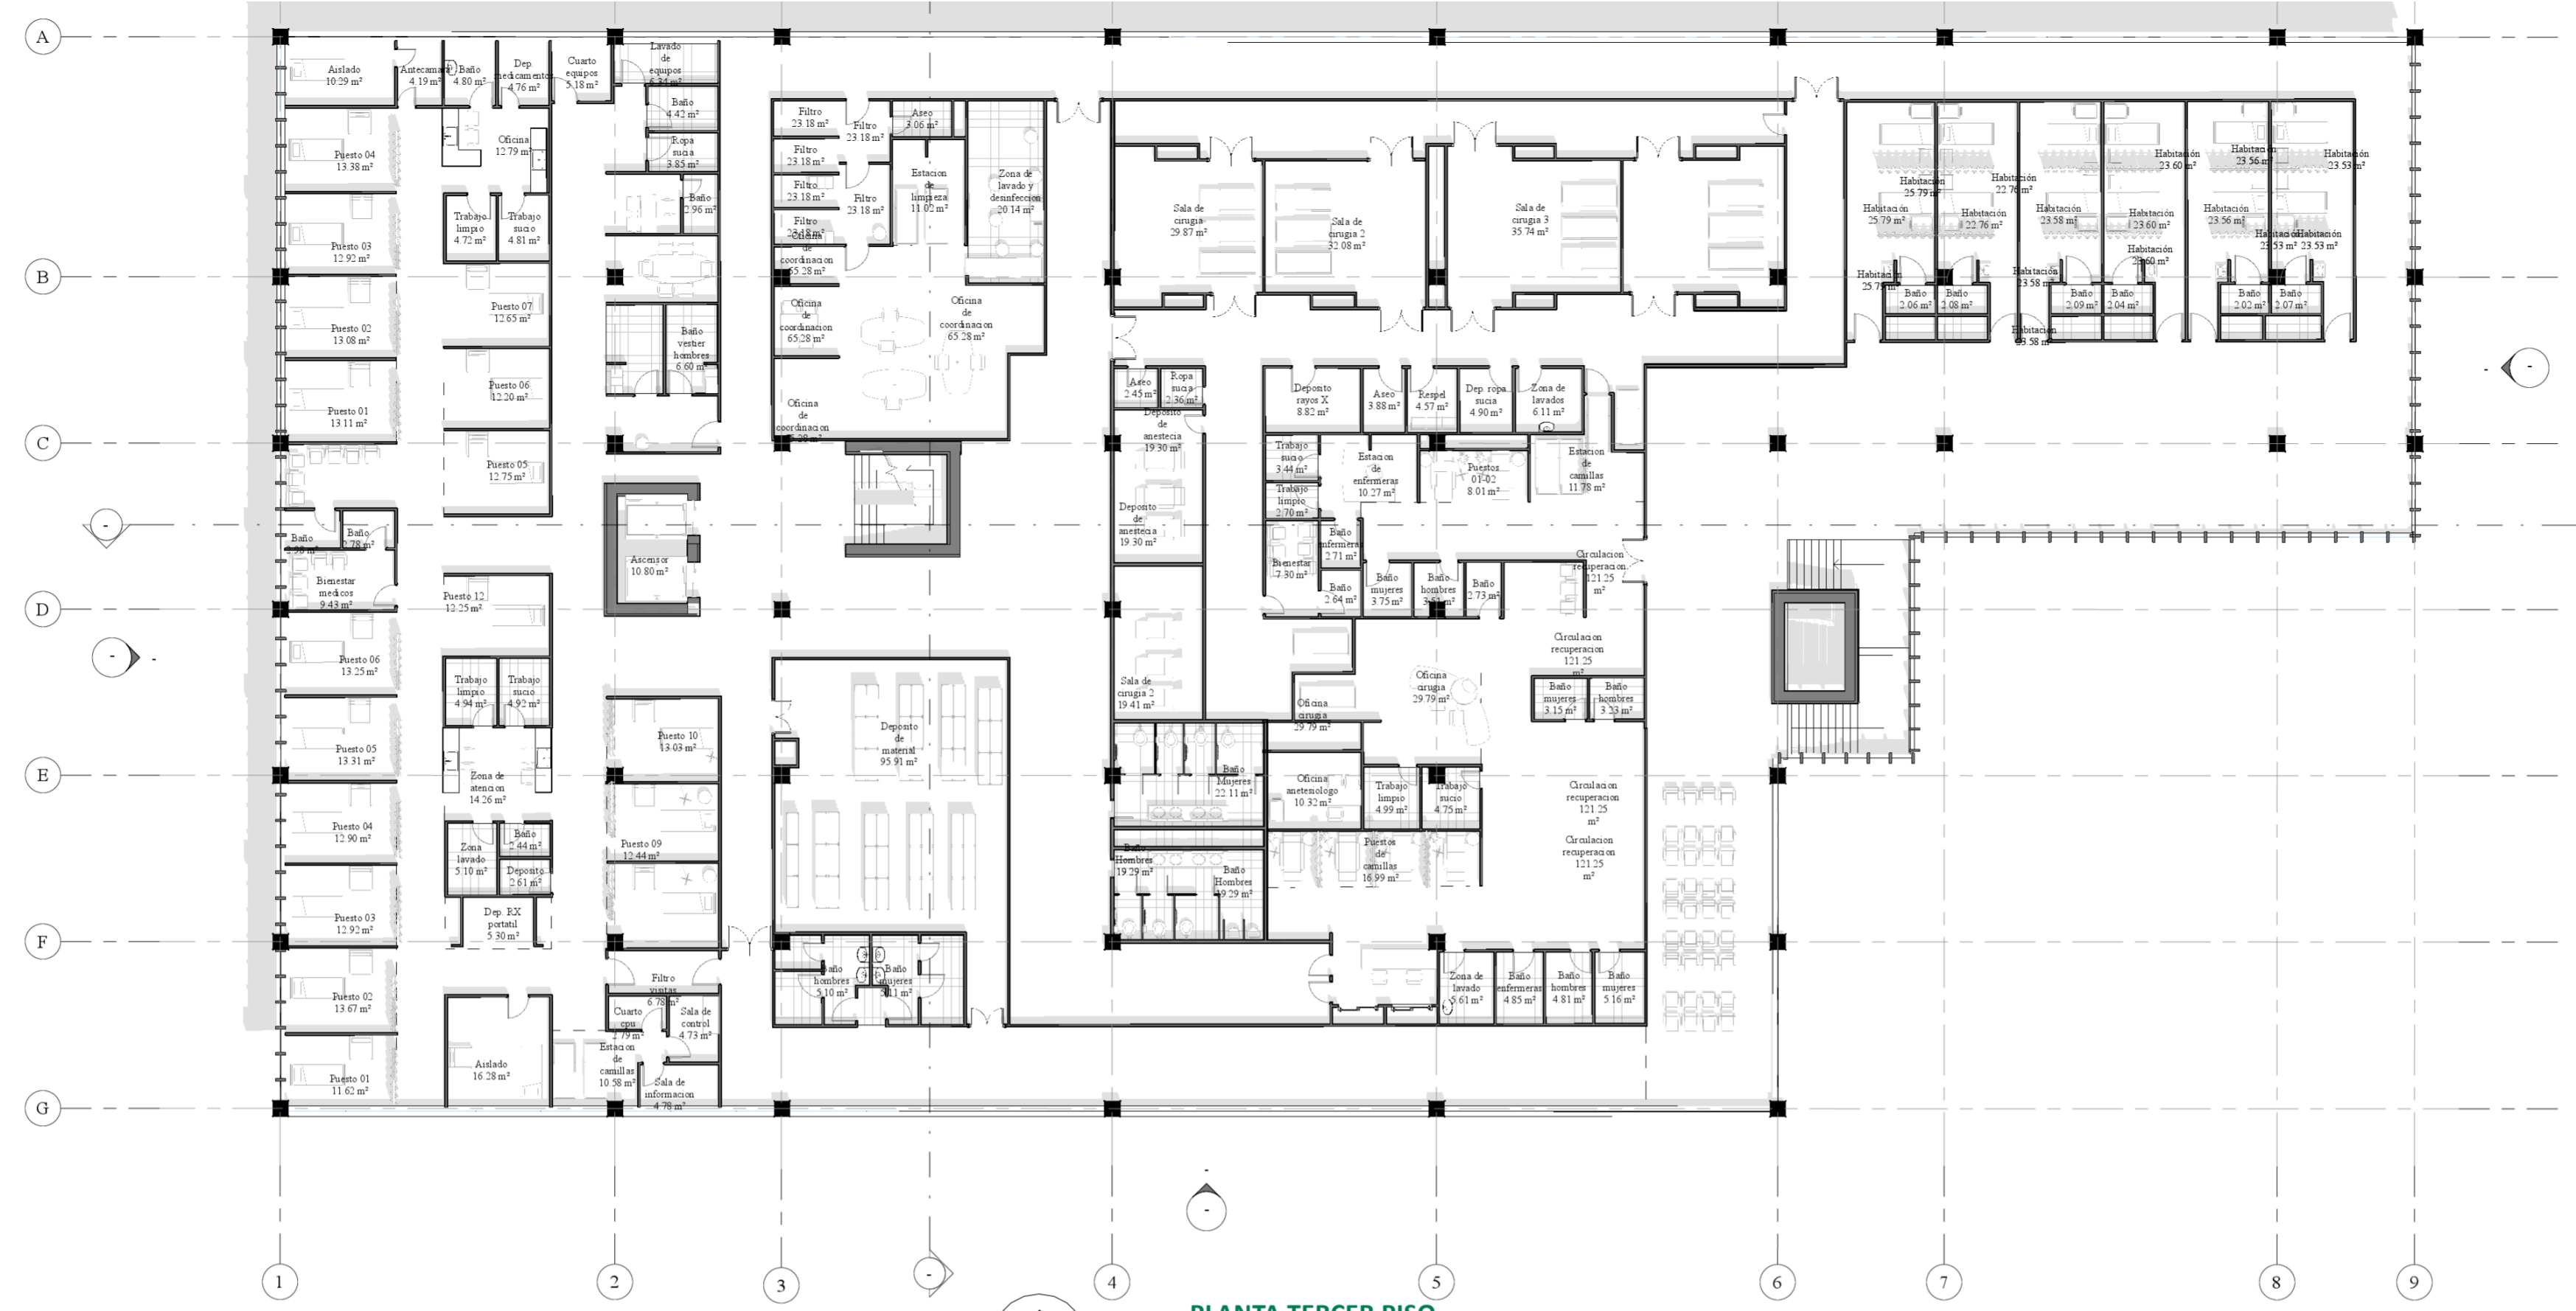 A
B
C
D
E
F
G
Aislado
10.29 m²
Antecamara
4.19 m²
Baño
4.80 m²
Dep.
medicamentos
4.76 m²
Cuarto
equipos
5.18 m²
Lavado
de
equipos
6.34 m²
Baño
4.42 m²
Ropa
sucia
3.85 m²
Baño
2.96 m²
Oficina
12.79 m²
Puesto 04
13.38 m²
Puesto 03
12.92 m²
Puesto 02
13.08 m²
Puesto 01
13.11 m²
Trabajo
limpio
4.72 m²
Trabajo
sucio
4.81 m²
Puesto 07
12.65 m²
Puesto 06
12.20 m²
Puesto 05
12.75 m²
Baño
vestier
hombres
6.60 m²
Baño
Baño
2.78 m²
Bienestar
medicos
9.43 m²
Ascensor
10.80 m²
Puesto 12
12.25 m²
Puesto 06
13.25 m²
Puesto 05
13.31 m²
Puesto 04
12.90 m²
Puesto 03
12.92 m²
Puesto 02
13.67 m²
Puesto 01
11.62 m²
Trabajo
limpio
4.94 m²
Trabajo
sucio
4.92 m²
Zona de
atencion
14.26 m²
Zona
lavado
5.10 m²
Baño
2.44 m²
Deposito
2.61 m²
Dep. RX
portatil
5.30 m²
Aislado
16.28 m²
Puesto 10
13.03 m²
Puesto 09
12.44 m²
Filtro
visitas
6.78 m²
Cuarto
cpu
2.79 m²
Sala de
control
4.73 m²
Estacion
de
camillas
10.58 m²
Sala de
informacion
4.78 m²
Filtro
23.18 m²
Filtro
23.18 m²
Filtro
23.18 m²
Filtro
23.18 m²
Filtro
23.18 m²
Filtro
23.18 m²
Aseo
3.06 m²
Estacion
de
limpieza
11.02 m²
Zona de
lavado y
desinfeccion
20.14 m²
Oficina
de
coordinacion
65.28 m²
Oficina
de
coordinacion
65.28 m²
Oficina
de
coordinacion
65.28 m²
Oficina
de
coordinacion
Deposito
de
material
95.91 m²
Baño
hombres
5.10 m²
Baño
mujeres
Sala de
cirugia
29.87 m²
Sala de
cirugia 2
32.08 m²
Sala de
cirugia 3
35.74 m²
Aseo
2.45 m²
Ropa
sucia
2.36 m²
Deposito
de
anestecia
19.30 m²
Deposito
de
anestecia
19.30 m²
Sala de
cirugia 2
19.41 m²
Deposito
rayos X
8.82 m²
Aseo
3.88 m²
Respel
4.57 m²
Dep. ropa
sucia
4.90 m²
Zona de
lavados
6.11 m²
Trabajo
sucio
3.44 m²
Trabajo
limpio
2.70 m²
Estacion
de
enfermeras
10.27 m²
Puestos
01-02
8.01 m²
Estacion
de
camillas
11.78 m²
Bienestar
7.30 m²
Baño
enfermeras
2.71 m²
Baño
2.64 m²
Baño
mujeres
3.75 m²
Baño
hombres
Baño
2.73 m²
Circulacion
recuperacion
121.25
m²
Circulacion
recuperacion
121.25
m²
Baño
mujeres
3.15 m²
Baño
hombres
3.23 m²
Oficina
cirugia
29.79 m²
Oficina
cirugia
29.79 m²
Baño
Mujeres
22.11 m²
Oficina
anetesiologo
10.32 m²
Trabajo
limpio
4.99 m²
Trabajo
sucio
4.75 m²
Circulacion
recuperacion
121.25
m²
Circulacion
recuperacion
121.25
m²
Baño
Hombres
19.29 m²
Baño
Hombres
19.29 m²
Puestos
de
camillas
16.99 m²
Zona de
lavado
5.61 m²
Baño
enfermeras
4.85 m²
Baño
hombres
4.81 m²
Baño
mujeres
5.16 m²
Habitación
25.79 m²
Habitación
25.79 m²
Habitación
Habitación
22.76 m²
Habitación
22.76 m²
Habitación
23.58 m²
Habitación
23.58 m²
Habitación
23.58 m²
Habitación
23.60 m²
Habitación
23.60 m²
Habitación
23.60 m²
Habitación
23.56 m²
Habitación
23.56 m²
Habitación
23.53 m²
Habitación
23.53 m²
Habitación
23.53 m²
Baño
2.06 m²
Baño
2.08 m²
Baño
2.09 m²
Baño
2.04 m²
Baño
2.02 m²
Baño
2.07 m²
1
2
3
4
5
6
7
8
9
PLANTA TERCER PISO